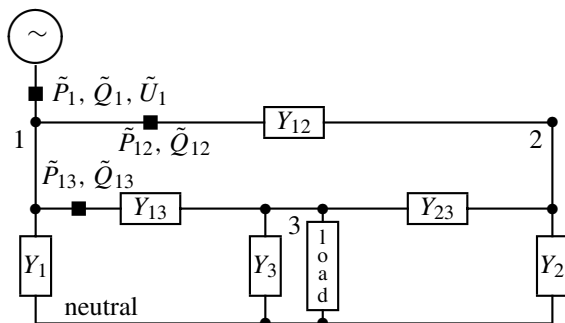 ~
P̃₁, Q̃₁, Ũ₁
1
P̃₁₂, Q̃₁₂
Y₁₂
2
P̃₁₃, Q̃₁₃
Y₁₃
3
Y₂₃
Y₁
Y₃
load
Y₂
neutral